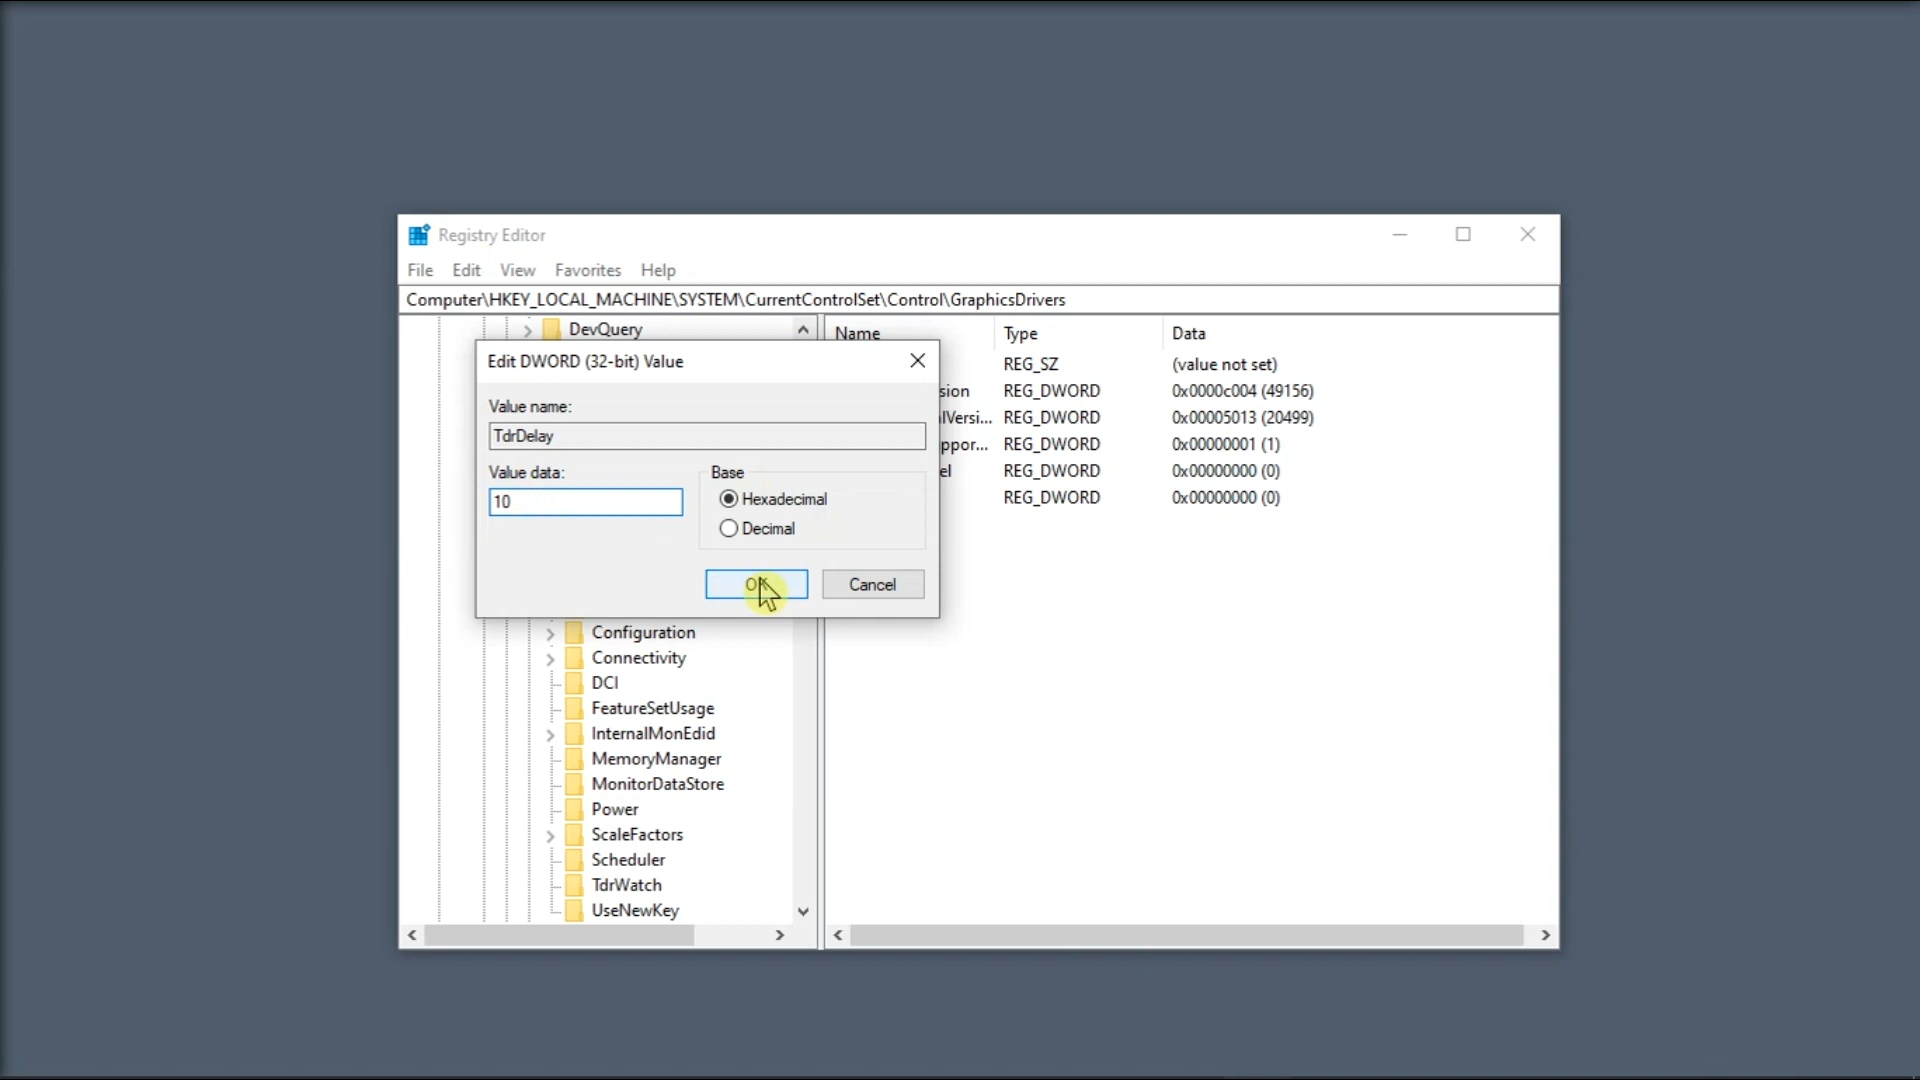 Registry Editor
File Edit View Favorites Help
Computer\HKEY_LOCAL_MACHINE\SYSTEM\CurrentControlSet\Control\GraphicsDrivers
DevQuery
Name Type Data
REG_SZ (value not set)
sion REG_DWORD 0x0000c004 (49156)
lVersi... REG_DWORD 0x00005013 (20499)
ppor... REG_DWORD 0x00000001 (1)
el REG_DWORD 0x00000000 (0)
REG_DWORD 0x00000000 (0)
Edit DWORD (32-bit) Value
Value name:
TdrDelay
Value data:
10
Base
Hexadecimal
Decimal
OK Cancel
Configuration
Connectivity
DCI
FeatureSetUsage
InternalMonEdid
MemoryManager
MonitorDataStore
Power
ScaleFactors
Scheduler
TdrWatch
UseNewKey